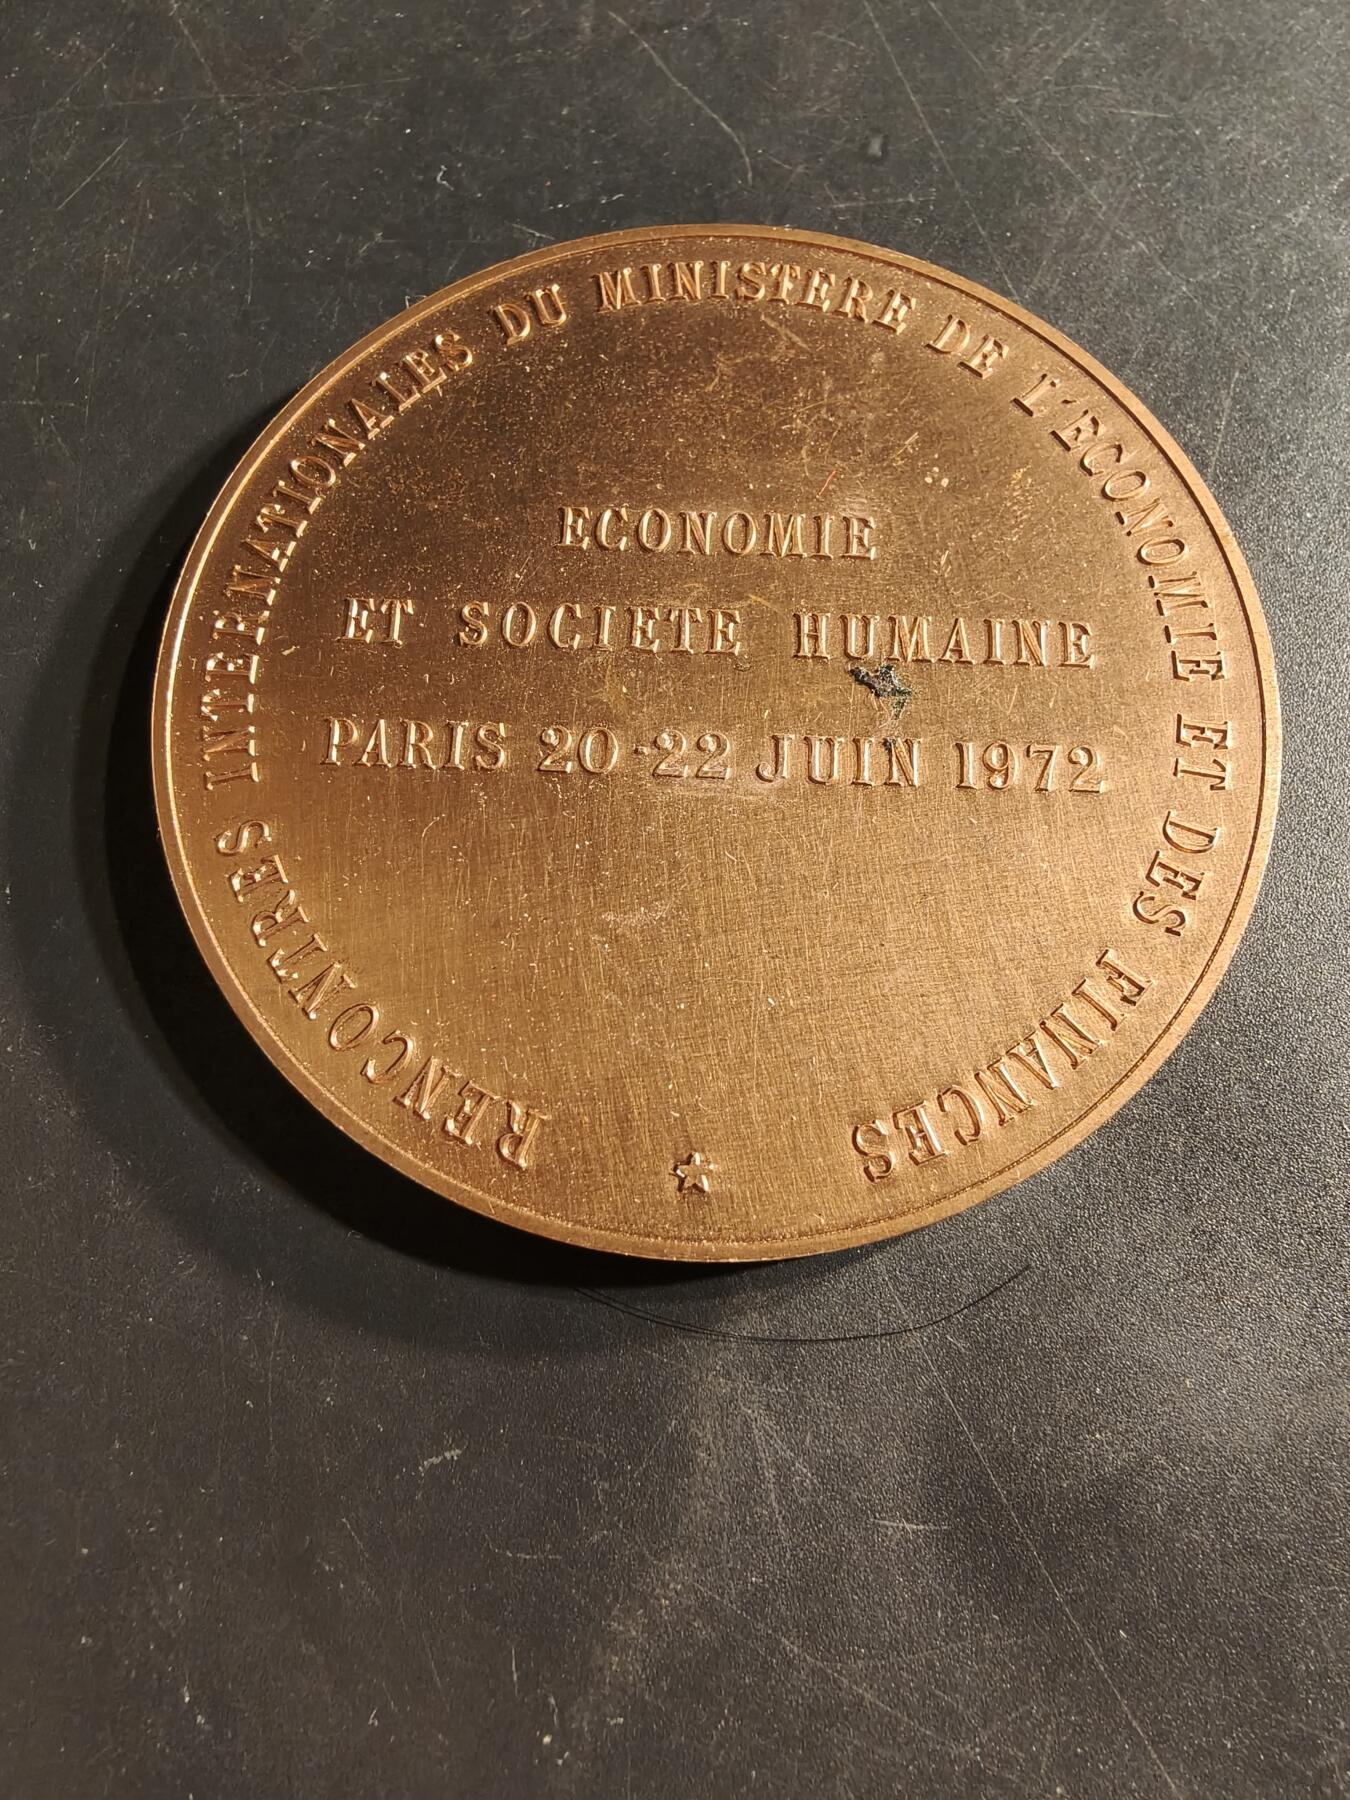 RENCONTRES INTERNATIONALES DU MINISTERE DE L'ECONOMIE ET DES FINANCES
ECONOMIE
ET SOCIETE HUMAINE
PARIS 20-22 JUIN 1972